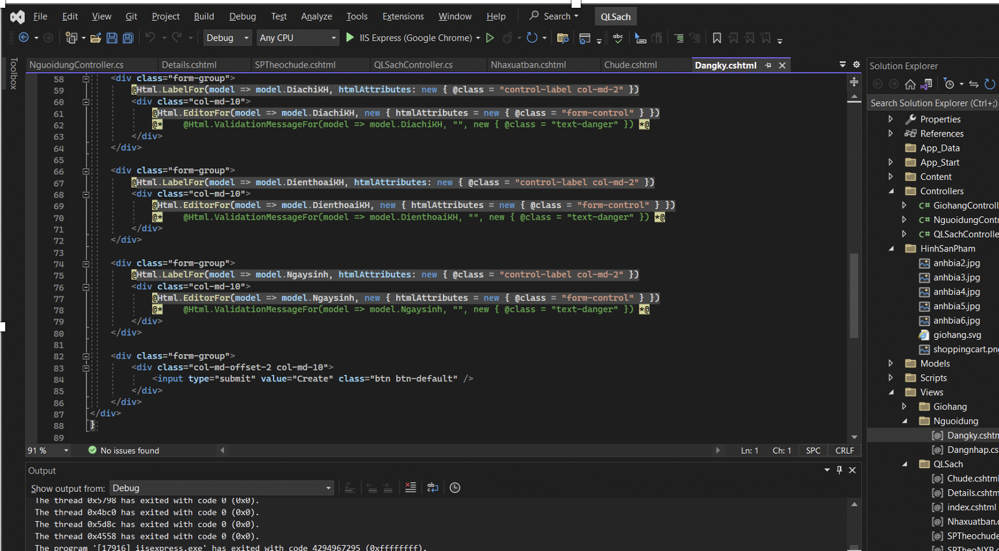 File Edit View Git Project Build Debug Test Analyze Tools Extensions Window Help Search QLSach
Debug Any CPU IIS Express (Google Chrome)
Toolbox
NguoidungController.cs Details.cshtml SPTheochude.cshtml QLSachController.cs Nhaxuatban.cshtml Chude.cshtml Dangky.cshtml
58 <div class="form-group">
59 @Html.LabelFor(model => model.DiachiKH, htmlAttributes: new { @class = "control-label col-md-2" })
60 <div class="col-md-10">
61 @Html.EditorFor(model => model.DiachiKH, new { htmlAttributes = new { @class = "form-control" } })
62 @* @Html.ValidationMessageFor(model => model.DiachiKH, "", new { @class = "text-danger" }) *@
63 </div>
64 </div>
65
66 <div class="form-group">
67 @Html.LabelFor(model => model.DienthoaiKH, htmlAttributes: new { @class = "control-label col-md-2" })
68 <div class="col-md-10">
69 @Html.EditorFor(model => model.DienthoaiKH, new { htmlAttributes = new { @class = "form-control" } })
70 @* @Html.ValidationMessageFor(model => model.DienthoaiKH, "", new { @class = "text-danger" }) *@
71 </div>
72 </div>
73
74 <div class="form-group">
75 @Html.LabelFor(model => model.Ngaysinh, htmlAttributes: new { @class = "control-label col-md-2" })
76 <div class="col-md-10">
77 @Html.EditorFor(model => model.Ngaysinh, new { htmlAttributes = new { @class = "form-control" } })
78 @* @Html.ValidationMessageFor(model => model.Ngaysinh, "", new { @class = "text-danger" }) *@
79 </div>
80 </div>
81
82 <div class="form-group">
83 <div class="col-md-offset-2 col-md-10">
84 <input type="submit" value="Create" class="btn btn-default" />
85 </div>
86 </div>
87 </div>
88 }
89
91 % No issues found Ln: 1 Ch: 1 SPC CRLF
Output
Show output from: Debug
The thread 0x5798 has exited with code 0 (0x0).
The thread 0x4bc0 has exited with code 0 (0x0).
The thread 0x5d8c has exited with code 0 (0x0).
The thread 0x4558 has exited with code 0 (0x0).
The program '[17916] iisexpress.exe' has exited with code 4294967295 (0xffffffff).
Solution Explorer
Search Solution Explorer (Ctrl+;)
Properties
References
App_Data
App_Start
Content
Controllers
C# GiohangControll
C# NguoidungContr
C# QLSachControlle
HinhSanPham
anhbia2.jpg
anhbia3.jpg
anhbia4.jpg
anhbia5.jpg
anhbia6.jpg
giohang.svg
shoppingcart.pn
Models
Scripts
Views
Giohang
Nguoidung
[@] Dangky.cshtm
[@] Dangnhap.cs
QLSach
[@] Chude.cshtml
[@] Details.cshtm
[@] index.cshtml
[@] Nhaxuatban.c
[@] SPTheochude
[@] SPTheoNXB.c